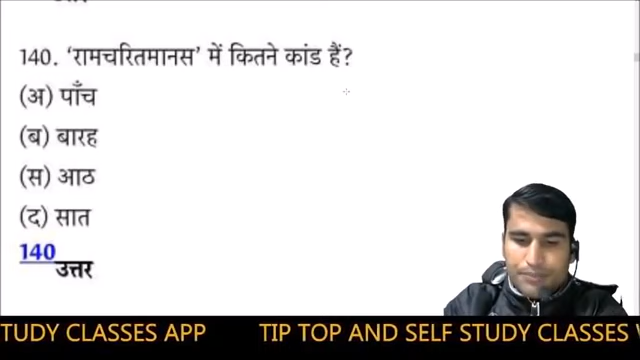 140. ‘रामचरितमानस’ में कितने कांड हैं?
(अ) पाँच
(ब) बारह
(स) आठ
(द) सात
140
उत्तर
TUDY CLASSES APP TIP TOP AND SELF STUDY CLASSES